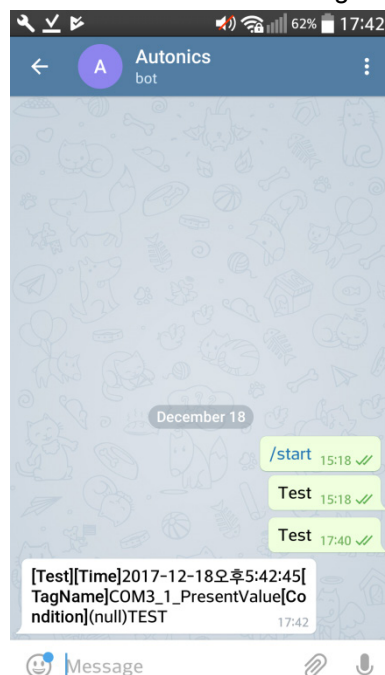 62% 17:42
A Autonics
bot
December 18
/start 15:18
Test 15:18
Test 17:40
[Test][Time]2017-12-18오후5:42:45[
TagName]COM3_1_PresentValue[Co
ndition](null)TEST
17:42
Message